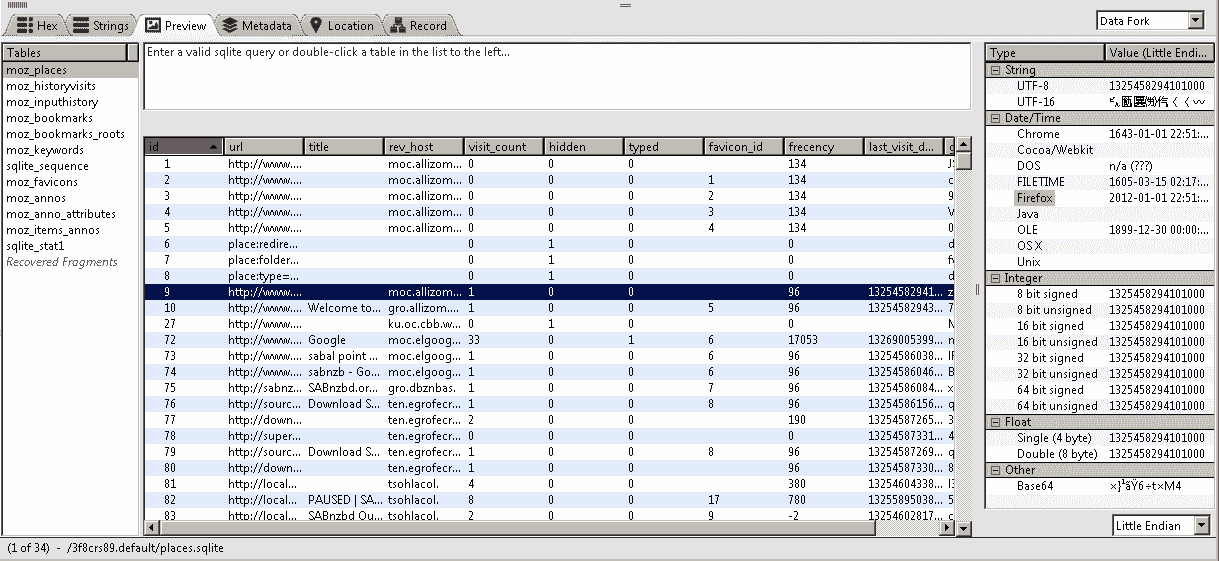 Hex Strings Preview Metadata Location Record Data Fork
Enter a valid sqlite query or double-click a table in the list to the left...
Tables
moz_places
moz_historyvisits
moz_inputhistory
moz_bookmarks
moz_bookmarks_roots
moz_keywords
sqlite_sequence
moz_favicons
moz_annos
moz_anno_attributes
moz_items_annos
sqlite_stat1
Recovered Fragments
id url title rev_host visit_count hidden typed favicon_id frecency last_visit_d... g
1 http://www.... moc.allizom... 0 0 0 134
2 http://www.... moc.allizom... 0 0 0 1 134 c
3 http://www.... moc.allizom... 0 0 0 2 134 9
4 http://www.... moc.allizom... 0 0 0 3 134 V
5 http://www.... moc.allizom... 0 0 0 4 134 0
6 place:redire... 0 1 0 0 d
7 place:folder... 0 1 0 0
8 place:type=... 0 1 0 0 d
9 http://www.... moc.allizom... 1 0 0 96 13254582941... z
10 http://www.... Welcome to... gro.allizom.... 1 0 0 5 96 13254582943... 7
27 http://www.... ku.oc.cbb.w... 0 1 0 0
72 http://www.... Google moc.elgoog... 33 0 1 6 17053 13269005399... n
73 http://www.... sabal point ... moc.elgoog... 1 0 0 6 96 13254586038...
74 http://www.... sabnzb - Go... moc.elgoog... 1 0 0 6 96 13254586046... B
75 http://sabnz... SABnzbd.or... gro.dbznbas. 1 0 0 7 96 13254586084... x
76 http://sourc... Download S... ten.egrofecr... 1 0 0 8 96 13254586156... q
77 http://down... ten.egrofecr... 2 0 0 190 13254587265... 3
78 http://super... ten.egrofecr... 0 0 0 0 13254587331... 4
79 http://sourc... Download S... ten.egrofecr... 1 0 0 8 96 13254587269... q
80 http://down... ten.egrofecr... 1 0 0 96 13254587330... 8
81 http://local... tsohlacol. 4 0 0 380 13254604338...
82 http://local... PAUSED | SA... tsohlacol. 8 0 0 17 780 13255895038... 5
83 http://local... SABnzbd Ou... tsohlacol. 2 0 0 9 -2 13254602817... c
Type Value (Little Endi...
String
UTF-8 1325458294101000
UTF-16
Date/Time
Chrome 1643-01-01 22:51:...
Cocoa/Webkit
DOS n/a (???)
FILETIME 1605-03-15 02:17:...
Firefox 2012-01-01 22:51:...
Java
OLE 1899-12-30 00:00:...
OS X
Unix
Integer
8 bit signed 1325458294101000
8 bit unsigned 1325458294101000
16 bit signed 1325458294101000
16 bit unsigned 1325458294101000
32 bit signed 1325458294101000
32 bit unsigned 1325458294101000
64 bit signed 1325458294101000
64 bit unsigned 1325458294101000
Float
Single (4 byte) 1325458294101000
Double (8 byte) 1325458294101000
Other
Base64 ×}¹ãŸ6÷t×M4
Little Endian
(1 of 34) - /3f8crs89.default/places.sqlite